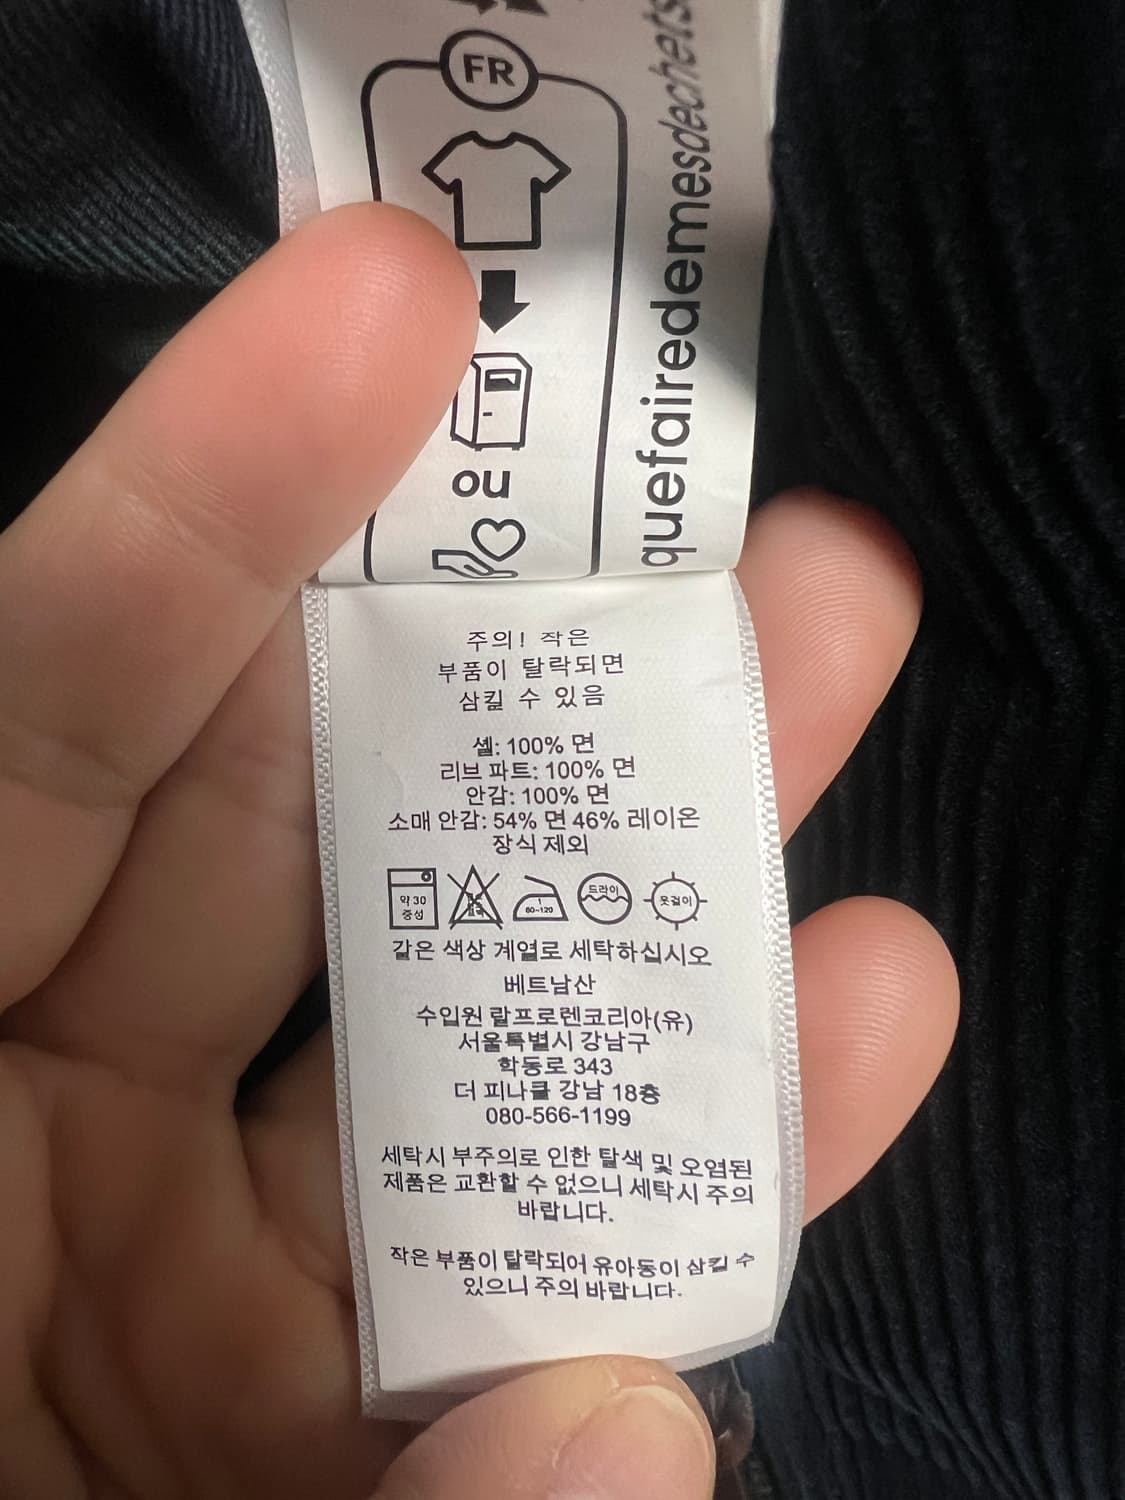 FR
quefairedemesdechets
ou
주의! 작은
부품이 탈락되면
삼킬 수 있음
셸: 100% 면
리브 파트: 100% 면
안감: 100% 면
소매 안감: 54% 면 46% 레이온
장식 제외
약 30
중성
1
80~120
드라이
옷걸이
같은 색상 계열로 세탁하십시오
베트남산
수입원 랄프로렌코리아(유)
서울특별시 강남구
학동로 343
더 피나클 강남 18층
080-566-1199
세탁시 부주의로 인한 탈색 및 오염된
제품은 교환할 수 없으니 세탁시 주의
바랍니다.
작은 부품이 탈락되어 유아동이 삼킬 수
있으니 주의 바랍니다.